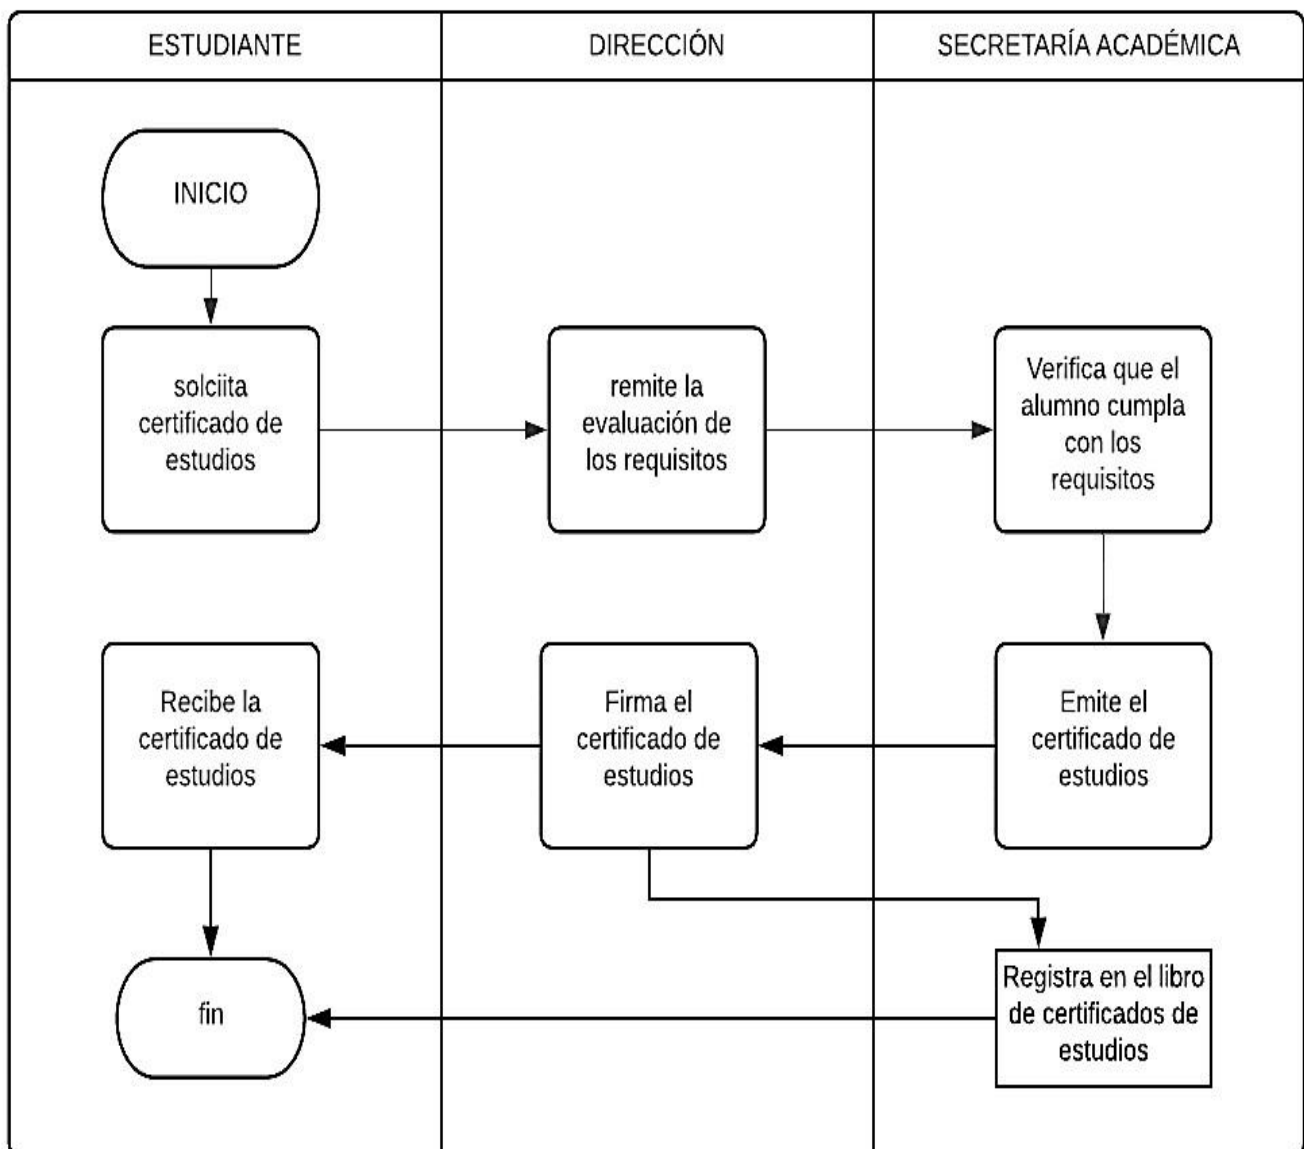 ESTUDIANTE
DIRECCIÓN
SECRETARÍA ACADÉMICA
INICIO
solciita
certificado de
estudios
remite la
evaluación de
los requisitos
Verifica que el
alumno cumpla
con los
requisitos
Recibe la
certificado de
estudios
Firma el
certificado de
estudios
Emite el
certificado de
estudios
fin
Registra en el libro
de certificados de
estudios